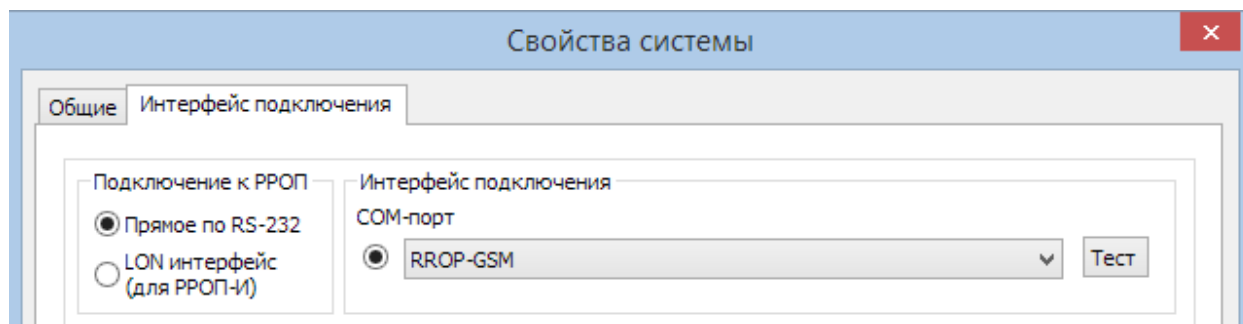 Свойства системы
Общие
Интерфейс подключения
Подключение к РРОП
Прямое по RS-232
LON интерфейс
(для РРОП-И)
Интерфейс подключения
COM-порт
RROP-GSM
Тест